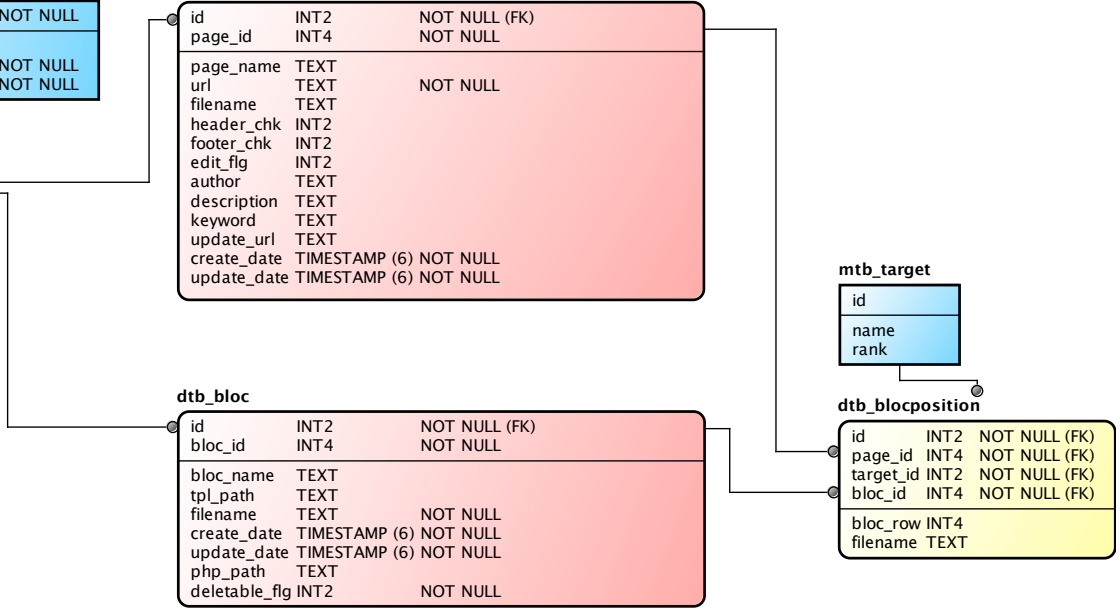 NOT NULL
NOT NULL
NOT NULL
id INT2 NOT NULL (FK)
page_id INT4 NOT NULL
page_name TEXT
url TEXT NOT NULL
filename TEXT
header_chk INT2
footer_chk INT2
edit_flg INT2
author TEXT
description TEXT
keyword TEXT
update_url TEXT
create_date TIMESTAMP (6) NOT NULL
update_date TIMESTAMP (6) NOT NULL
mtb_target
id
name
rank
dtb_bloc
id INT2 NOT NULL (FK)
bloc_id INT4 NOT NULL
bloc_name TEXT
tpl_path TEXT
filename TEXT NOT NULL
create_date TIMESTAMP (6) NOT NULL
update_date TIMESTAMP (6) NOT NULL
php_path TEXT
deletable_flg INT2 NOT NULL
dtb_blocposition
id INT2 NOT NULL (FK)
page_id INT4 NOT NULL (FK)
target_id INT2 NOT NULL (FK)
bloc_id INT4 NOT NULL (FK)
bloc_row INT4
filename TEXT